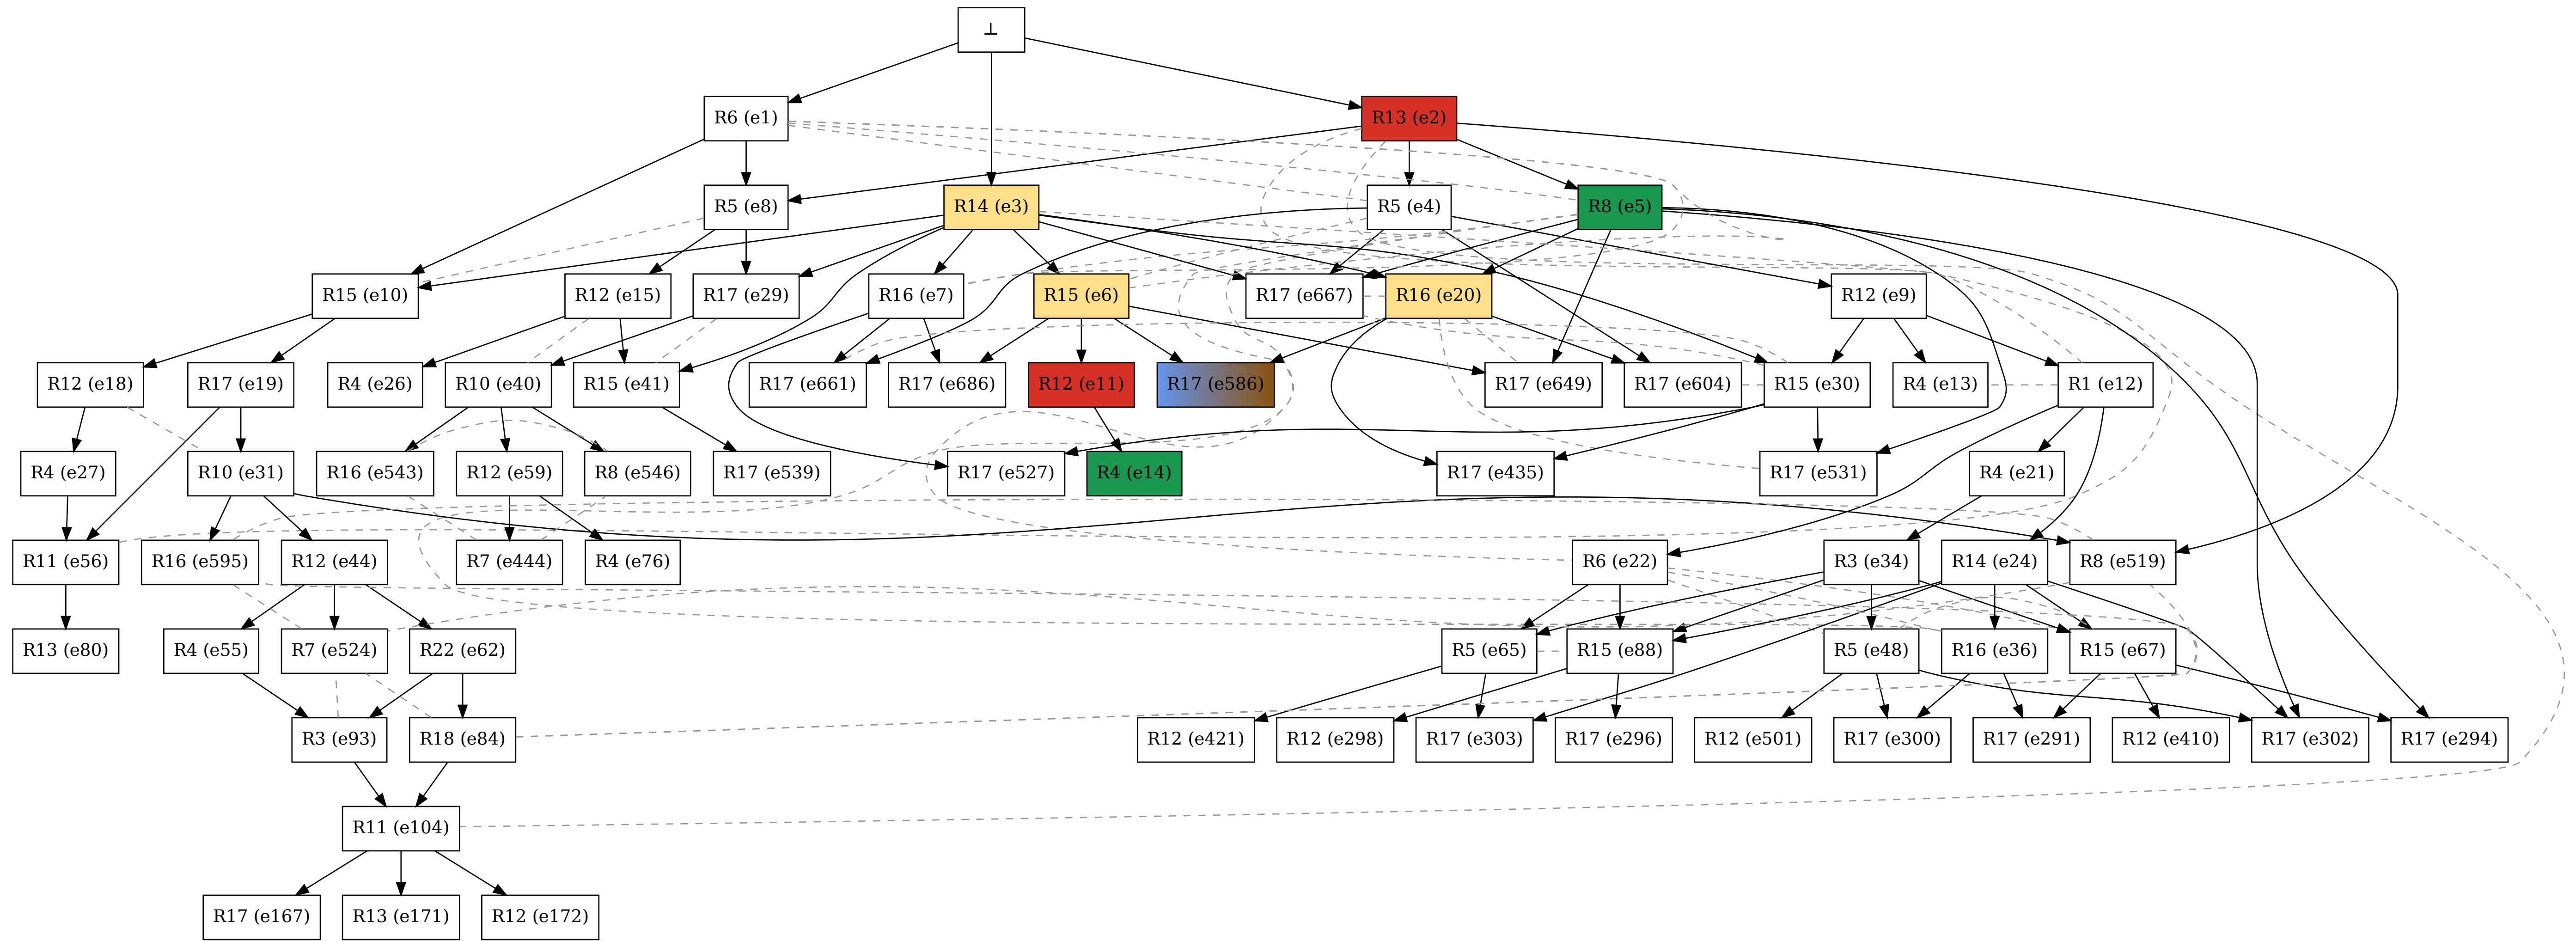 ⊥
R6 (e1)
R13 (e2)
R5 (e8)
R14 (e3)
R5 (e4)
R8 (e5)
R15 (e10)
R12 (e15)
R17 (e29)
R16 (e7)
R15 (e6)
R17 (e667)
R16 (e20)
R12 (e9)
R12 (e18)
R17 (e19)
R4 (e26)
R10 (e40)
R15 (e41)
R17 (e661)
R17 (e686)
R12 (e11)
R17 (e586)
R17 (e649)
R17 (e604)
R15 (e30)
R4 (e13)
R1 (e12)
R4 (e27)
R10 (e31)
R16 (e543)
R12 (e59)
R8 (e546)
R17 (e539)
R17 (e527)
R4 (e14)
R17 (e435)
R17 (e531)
R4 (e21)
R11 (e56)
R16 (e595)
R12 (e44)
R7 (e444)
R4 (e76)
R6 (e22)
R3 (e34)
R14 (e24)
R8 (e519)
R13 (e80)
R4 (e55)
R7 (e524)
R22 (e62)
R5 (e65)
R15 (e88)
R5 (e48)
R16 (e36)
R15 (e67)
R3 (e93)
R18 (e84)
R12 (e421)
R12 (e298)
R17 (e303)
R17 (e296)
R12 (e501)
R17 (e300)
R17 (e291)
R12 (e410)
R17 (e302)
R17 (e294)
R11 (e104)
R17 (e167)
R13 (e171)
R12 (e172)